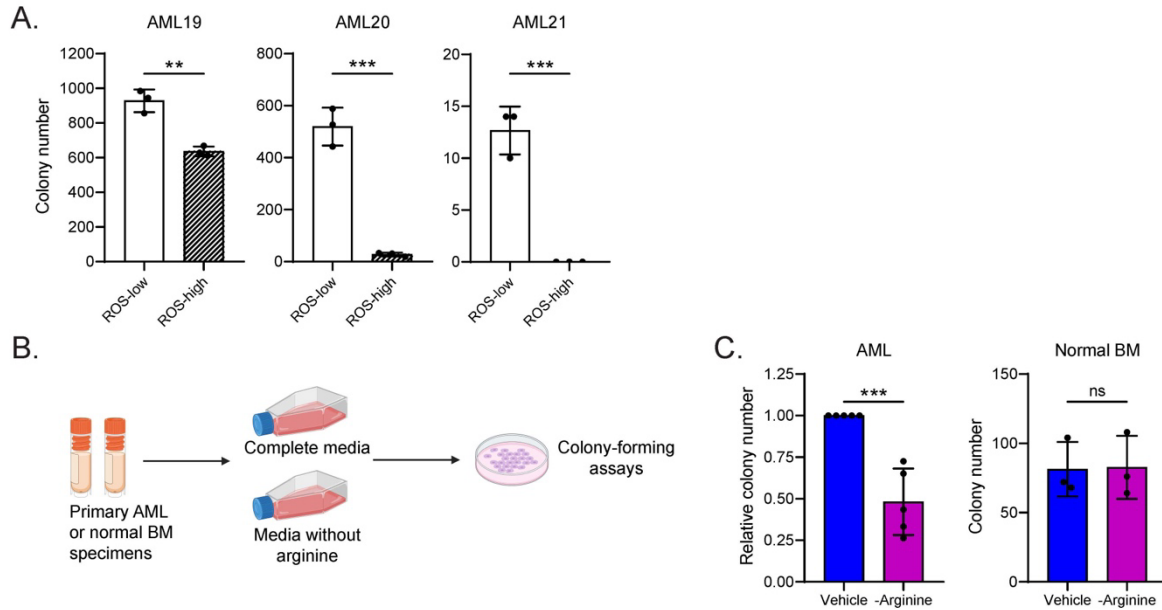 A.
AML19
AML20
AML21
Colony number
1200
1000
800
600
400
200
0
**
ROS-low
ROS-high
800
600
400
200
0
***
ROS-low
ROS-high
20
15
10
5
0
***
ROS-low
ROS-high
B.
Primary AML
or normal BM
specimens
Complete media
Media without
arginine
Colony-forming
assays
C.
AML
Relative colony number
1.25
1.00
0.75
0.50
0.25
0.00
***
Vehicle
-Arginine
Normal BM
Colony number
150
100
50
0
ns
Vehicle
-Arginine